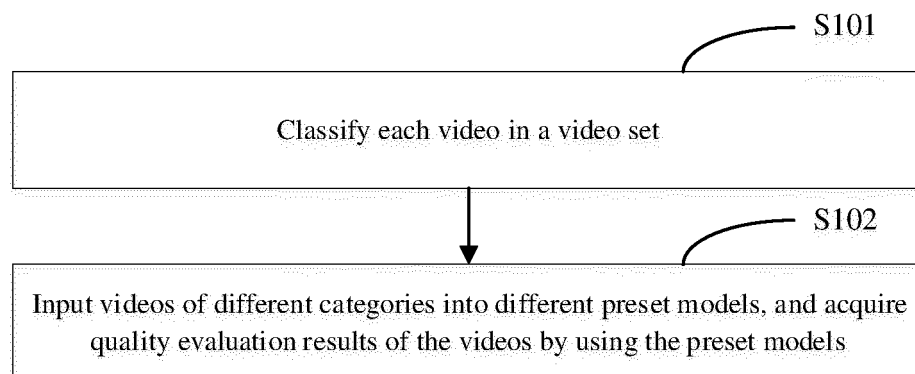 S101
Classify each video in a video set
S102
Input videos of different categories into different preset models, and acquire
quality evaluation results of the videos by using the preset models